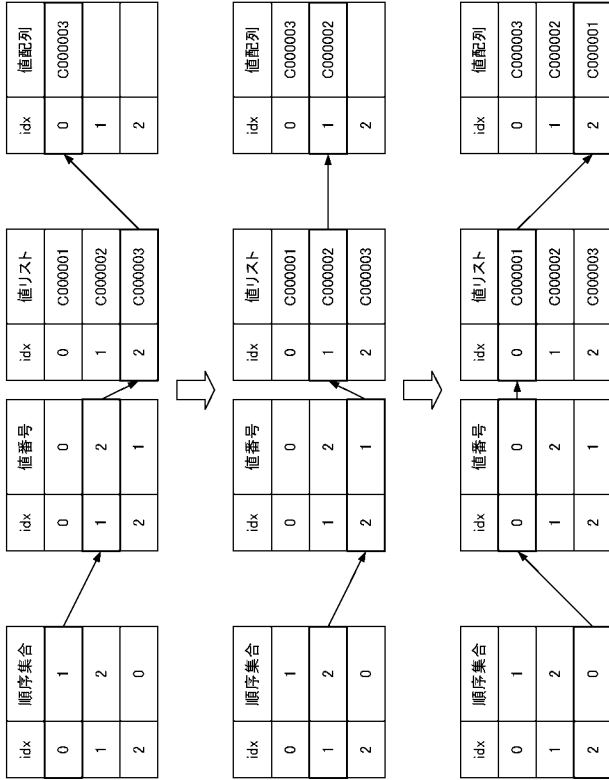 idx 順序集合 idx 値番号 idx 値リスト idx 値配列
0 1 0 0 0 C000001 0 C000003
1 2 1 2 1 C000002 1
2 0 2 1 2 C000003 2
idx 順序集合 idx 値番号 idx 値リスト idx 値配列
0 1 0 0 0 C000001 0 C000003
1 2 1 2 1 C000002 1 C000002
2 0 2 1 2 C000003 2
idx 順序集合 idx 値番号 idx 値リスト idx 値配列
0 1 0 0 0 C000001 0 C000003
1 2 1 2 1 C000002 1 C000002
2 0 2 1 2 C000003 2 C000001